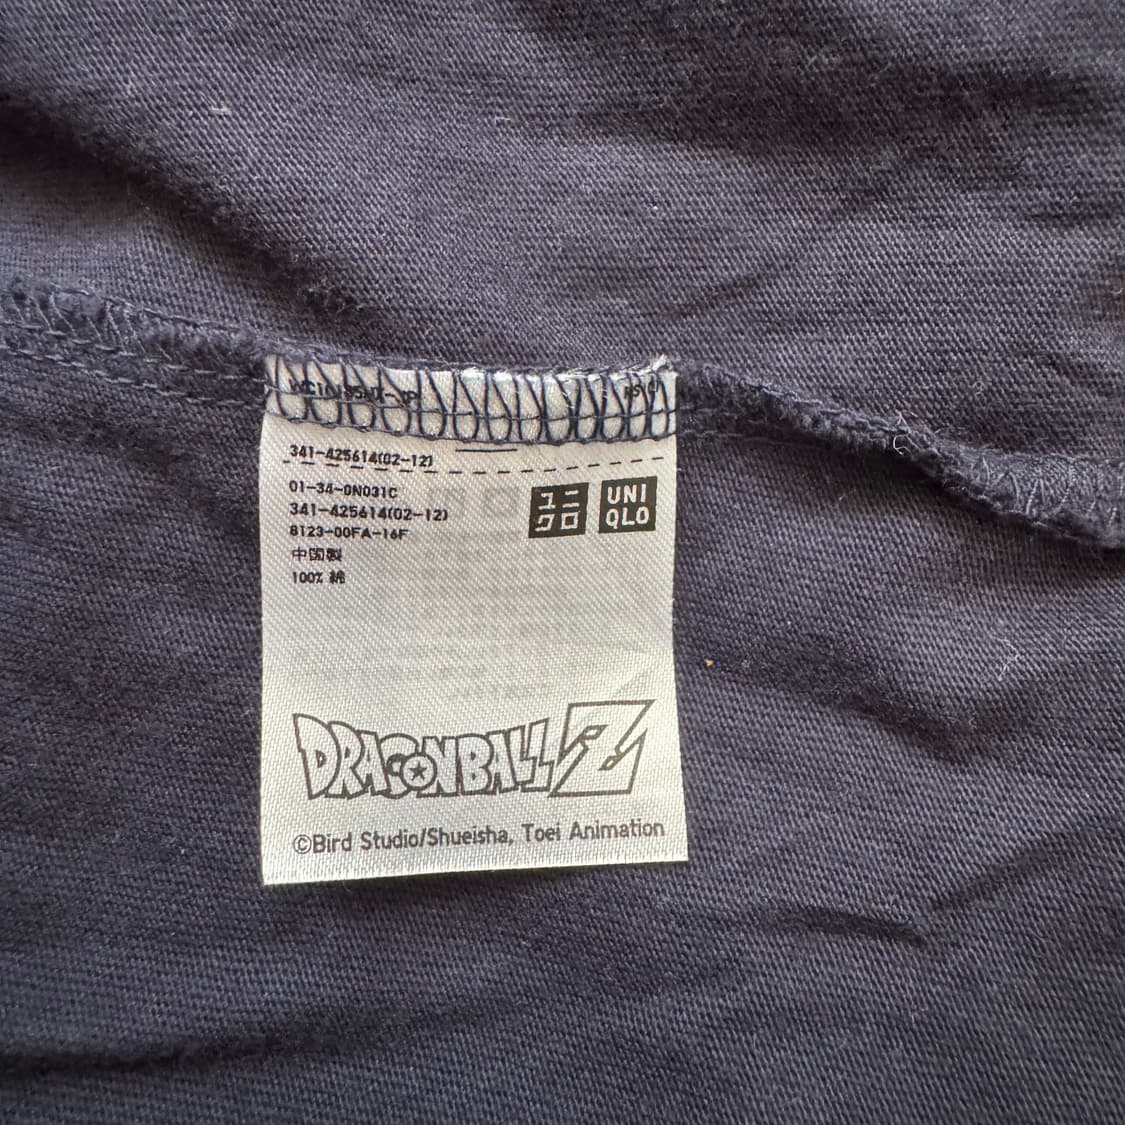 341-425614(02-12)
01-34-0N031C
341-425614(02-12)
8123-00FA-16F
中国製
100% 綿
ユニ
クロ
UNI
QLO
DRAGONBALL Z
©Bird Studio/Shueisha, Toei Animation